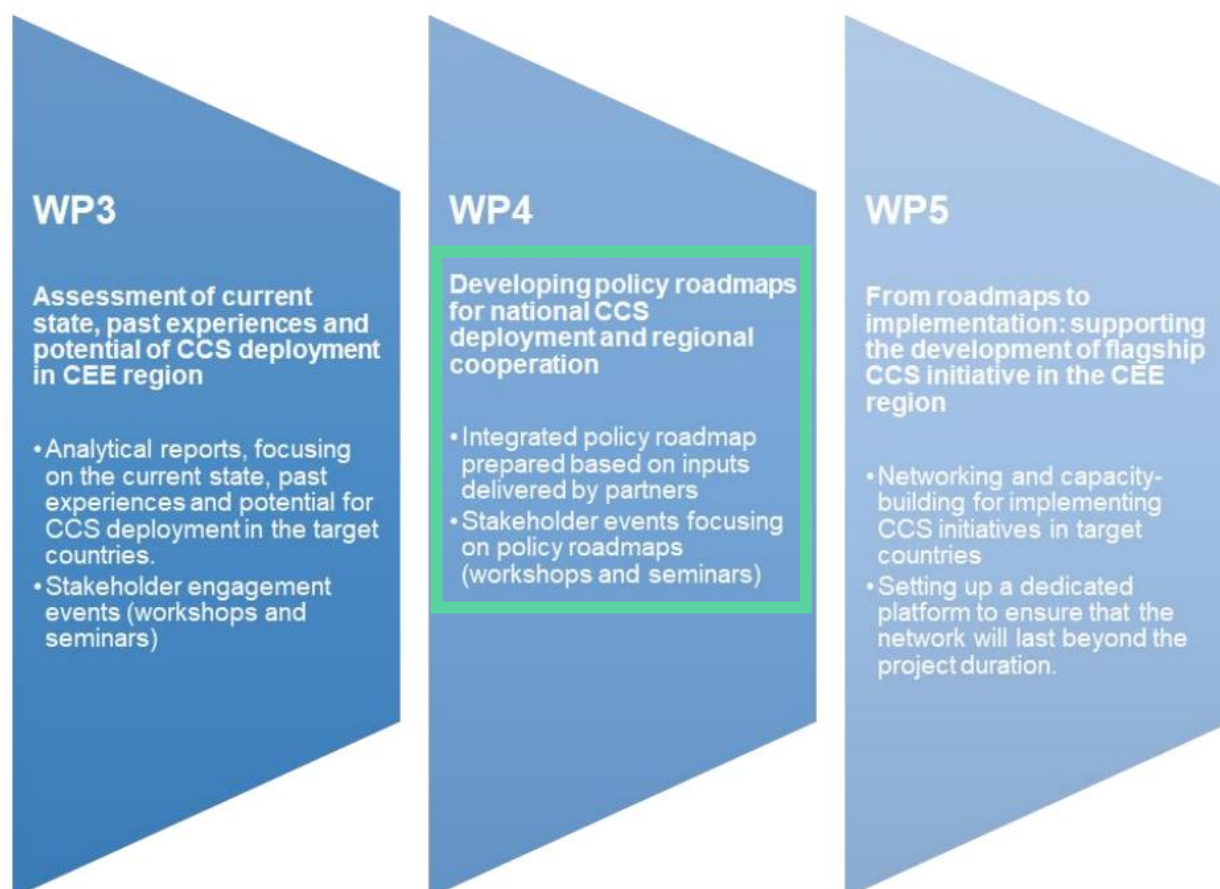 WP3
Assessment of current
state, past experiences and
potential of CCS deployment
in CEE region
•Analytical reports, focusing
on the current state, past
experiences and potential for
CCS deployment in the target
countries.
•Stakeholder engagement
events (workshops and
seminars)
WP4
Developing policy roadmaps
for national CCS
deployment and regional
cooperation
•Integrated policy roadmap
prepared based on inputs
delivered by partners
•Stakeholder events focusing
on policy roadmaps
(workshops and seminars)
WP5
From roadmaps to
implementation: supporting
the development of flagship
CCS initiative in the CEE
region
•Networking and capacity-
building for implementing
CCS initiatives in target
countries
•Setting up a dedicated
platform to ensure that the
network will last beyond the
project duration.